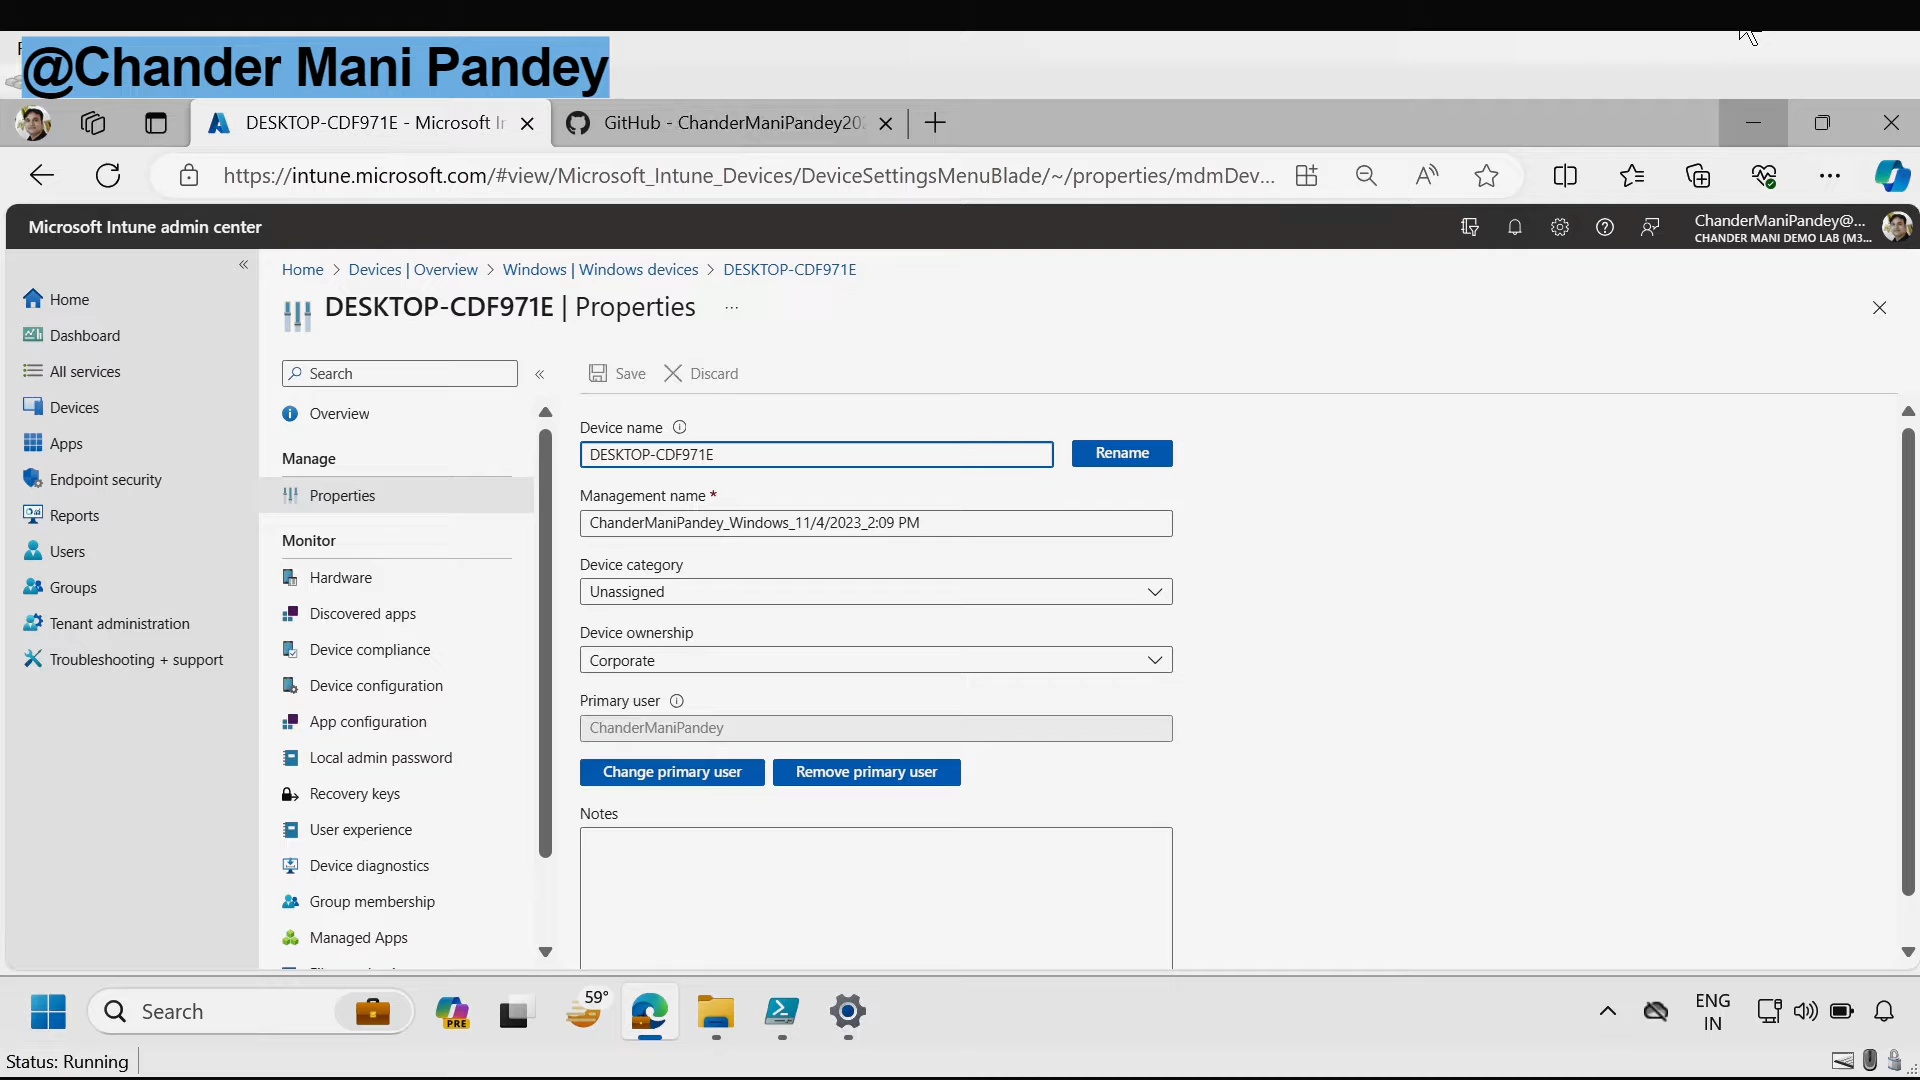 @Chander Mani Pandey
DESKTOP-CDF971E - Microsoft Ir
GitHub - ChanderManiPandey202
https://intune.microsoft.com/#view/Microsoft_Intune_Devices/DeviceSettingsMenuBlade/~/properties/mdmDev...
Microsoft Intune admin center
ChanderManiPandey@...
CHANDER MANI DEMO LAB (M3...
Home > Devices | Overview > Windows | Windows devices > DESKTOP-CDF971E
DESKTOP-CDF971E | Properties ...
Home
Dashboard
All services
Devices
Apps
Endpoint security
Reports
Users
Groups
Tenant administration
Troubleshooting + support
Search
Overview
Manage
Properties
Monitor
Hardware
Discovered apps
Device compliance
Device configuration
App configuration
Local admin password
Recovery keys
User experience
Device diagnostics
Group membership
Managed Apps
Save Discard
Device name
DESKTOP-CDF971E
Rename
Management name *
ChanderManiPandey_Windows_11/4/2023_2:09 PM
Device category
Unassigned
Device ownership
Corporate
Primary user
ChanderManiPandey
Change primary user Remove primary user
Notes
Search
PRE
59°
ENG
IN
Status: Running